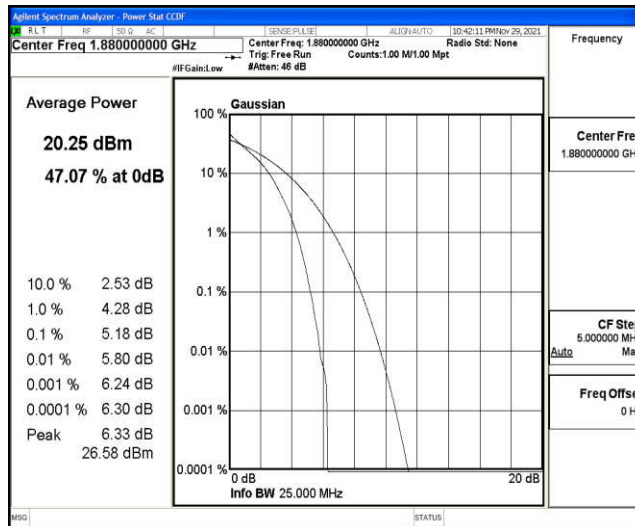 Agilent Spectrum Analyzer - Power Stat CCDF
R L T RF 50 Ω AC SENSE:PULSE ALIGN AUTO 10:42:11 PM Nov 29, 2021
Center Freq 1.880000000 GHz
Center Freq: 1.880000000 GHz Radio Std: None
Trig: Free Run Counts:1.00 M/1.00 Mpt
#IFGain:Low #Atten: 46 dB
Frequency
Average Power
20.25 dBm
47.07 % at 0dB
10.0 % 2.53 dB
1.0 % 4.28 dB
0.1 % 5.18 dB
0.01 % 5.80 dB
0.001 % 6.24 dB
0.0001 % 6.30 dB
Peak 6.33 dB
26.58 dBm
Gaussian
100 %
10 %
1 %
0.1 %
0.01 %
0.001 %
0.0001 %
0 dB 20 dB
Info BW 25.000 MHz
Center Fre
1.880000000 GH
CF Ste
5.000000 MH
Auto Ma
Freq Offse
0 H
MSG STATUS